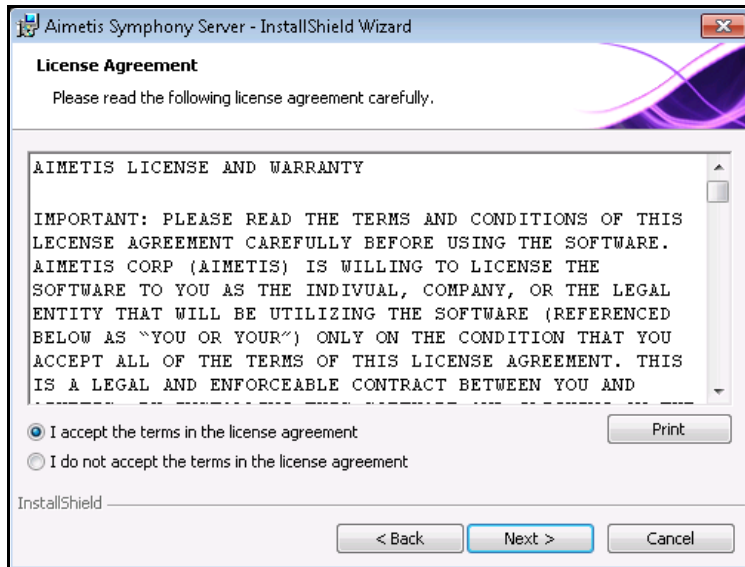 Aimetis Symphony Server - InstallShield Wizard
License Agreement
Please read the following license agreement carefully.
AIMETIS LICENSE AND WARRANTY
IMPORTANT: PLEASE READ THE TERMS AND CONDITIONS OF THIS
LECENSE AGREEMENT CAREFULLY BEFORE USING THE SOFTWARE.
AIMETIS CORP (AIMETIS) IS WILLING TO LICENSE THE
SOFTWARE TO YOU AS THE INDIVUAL, COMPANY, OR THE LEGAL
ENTITY THAT WILL BE UTILIZING THE SOFTWARE (REFERENCED
BELOW AS "YOU OR YOUR") ONLY ON THE CONDITION THAT YOU
ACCEPT ALL OF THE TERMS OF THIS LICENSE AGREEMENT. THIS
IS A LEGAL AND ENFORCEABLE CONTRACT BETWEEN YOU AND
I accept the terms in the license agreement
Print
I do not accept the terms in the license agreement
InstallShield
< Back
Next >
Cancel